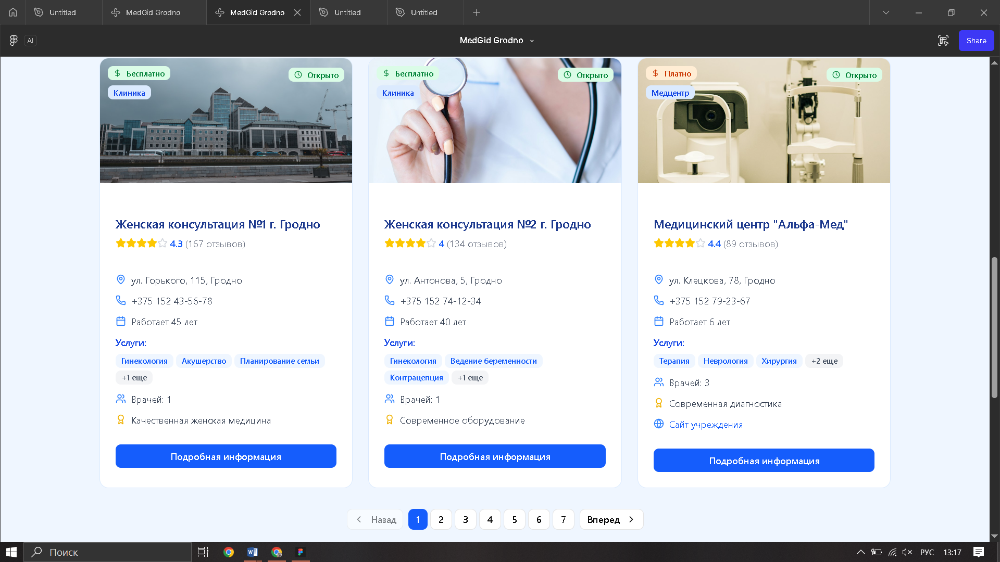 Untitled
MedGid Grodno
MedGid Grodno
Untitled
Untitled
AI
MedGid Grodno
Share
Бесплатно
Открыто
Клиника
Женская консультация №1 г. Гродно
4.3 (167 отзывов)
ул. Горького, 115, Гродно
+375 152 43-56-78
Работает 45 лет
Услуги:
Гинекология Акушерство Планирование семьи
+1 еще
Врачей: 1
Качественная женская медицина
Подробная информация
Бесплатно
Открыто
Клиника
Женская консультация №2 г. Гродно
4 (134 отзывов)
ул. Антонова, 5, Гродно
+375 152 74-12-34
Работает 40 лет
Услуги:
Гинекология Ведение беременности
Контрацепция +1 еще
Врачей: 1
Современное оборудование
Подробная информация
Платно
Открыто
Медцентр
Медицинский центр "Альфа-Мед"
4.4 (89 отзывов)
ул. Клецкова, 78, Гродно
+375 152 79-23-67
Работает 6 лет
Услуги:
Терапия Неврология Хирургия +2 еще
Врачей: 3
Современная диагностика
Сайт учреждения
Подробная информация
Назад 1 2 3 4 5 6 7 Вперед
Поиск
РУС
13:17